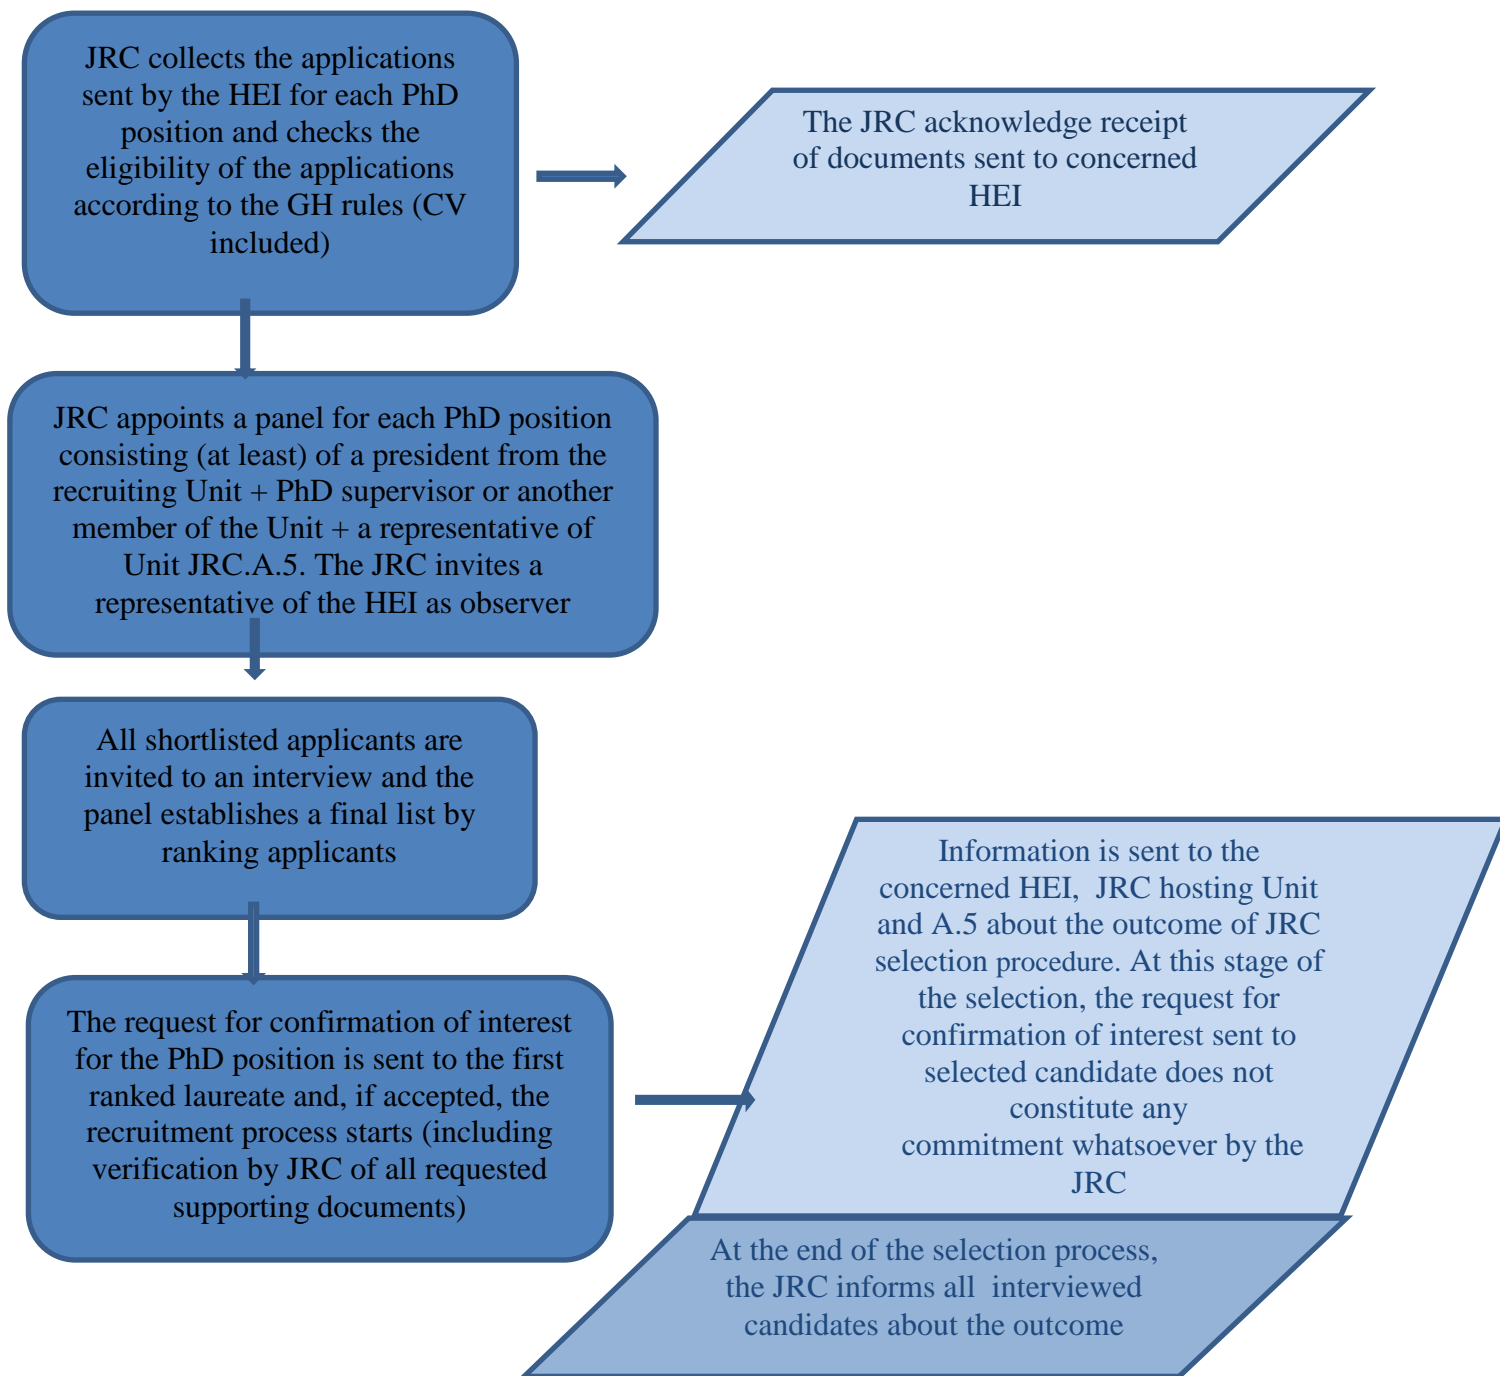 JRC collects the applications
sent by the HEI for each PhD
position and checks the
eligibility of the applications
according to the GH rules (CV
included)
The JRC acknowledge receipt
of documents sent to concerned
HEI
JRC appoints a panel for each PhD position
consisting (at least) of a president from the
recruiting Unit + PhD supervisor or another
member of the Unit + a representative of
Unit JRC.A.5. The JRC invites a
representative of the HEI as observer
All shortlisted applicants are
invited to an interview and the
panel establishes a final list by
ranking applicants
The request for confirmation of interest
for the PhD position is sent to the first
ranked laureate and, if accepted, the
recruitment process starts (including
verification by JRC of all requested
supporting documents)
Information is sent to the
concerned HEI,  JRC hosting Unit
and A.5 about the outcome of JRC
selection procedure. At this stage of
the selection, the request for
confirmation of interest sent to
selected candidate does not
constitute any
commitment whatsoever by the
JRC
At the end of the selection process,
the JRC informs all  interviewed
candidates about the outcome